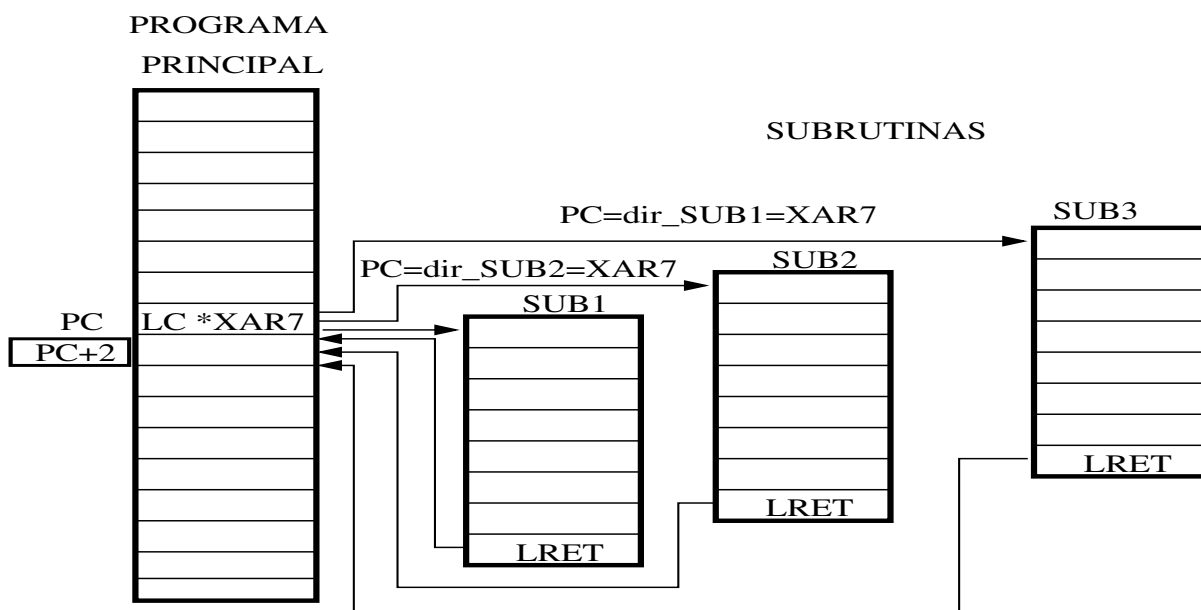 PROGRAMA
PRINCIPAL
SUBRUTINAS
PC=dir_SUB1=XAR7
SUB3
PC=dir_SUB2=XAR7
SUB2
SUB1
PC
LC *XAR7
PC+2
LRET
LRET
LRET